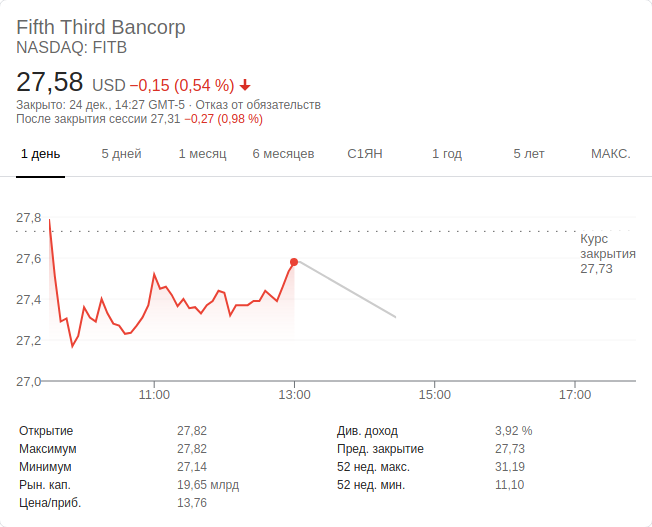 Fifth Third Bancorp
NASDAQ: FITB
27,58 USD −0,15 (0,54 %)
Закрыто: 24 дек., 14:27 GMT-5 · Отказ от обязательств
После закрытия сессии 27,31 −0,27 (0,98 %)
1 день 5 дней 1 месяц 6 месяцев С1ЯН 1 год 5 лет МАКС.
27,8
Курс
закрытия
27,73
27,6
27,4
27,2
27,0
11:00 13:00 15:00 17:00
Открытие 27,82 Див. доход 3,92 %
Максимум 27,82 Пред. закрытие 27,73
Минимум 27,14 52 нед. макс. 31,19
Рын. кап. 19,65 млрд 52 нед. мин. 11,10
Цена/приб. 13,76